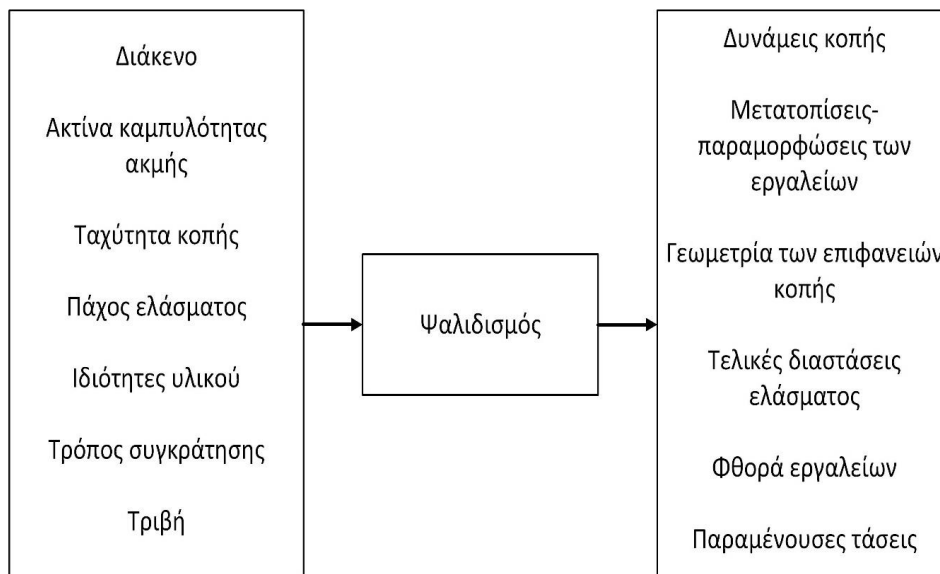 Διάκενο
Ακτίνα καμπυλότητας
ακμής
Ταχύτητα κοπής
Πάχος ελάσματος
Ιδιότητες υλικού
Τρόπος συγκράτησης
Τριβή
Ψαλιδισμός
Δυνάμεις κοπής
Μετατοπίσεις-
παραμορφώσεις των
εργαλείων
Γεωμετρία των επιφανειών
κοπής
Τελικές διαστάσεις
ελάσματος
Φθορά εργαλείων
Παραμένουσες τάσεις